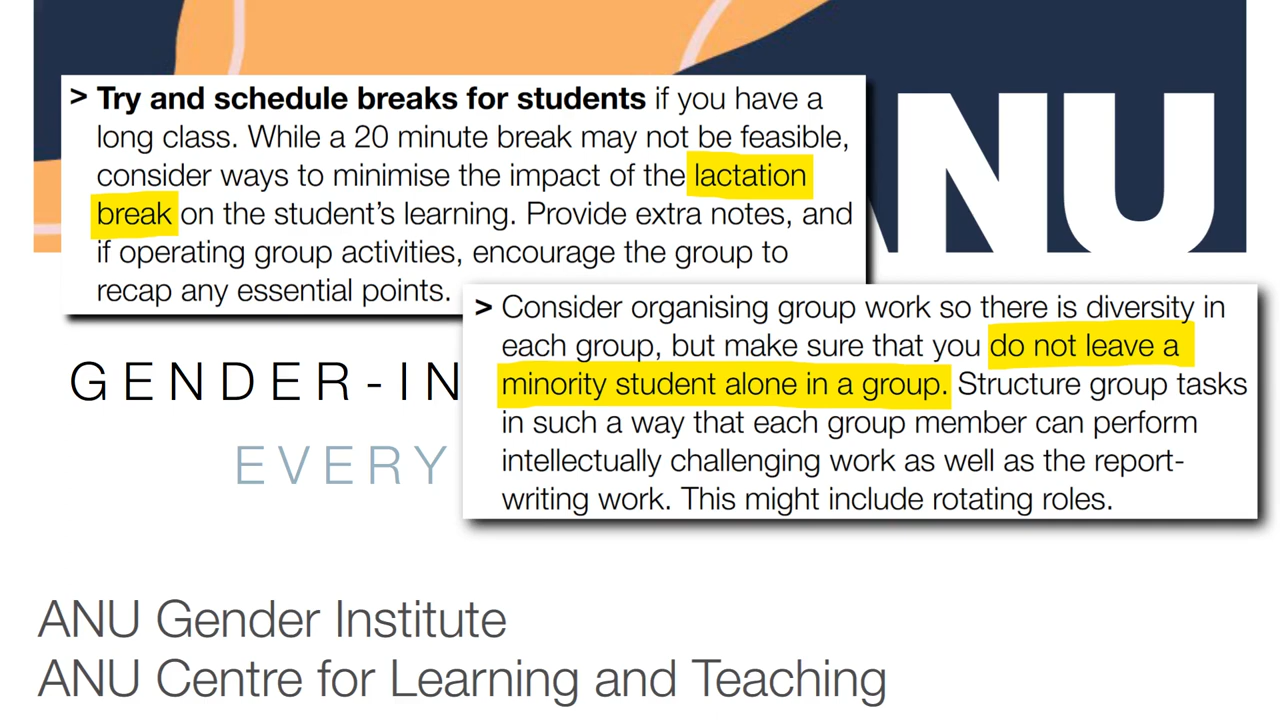 ANU
> Try and schedule breaks for students if you have a
long class. While a 20 minute break may not be feasible,
consider ways to minimise the impact of the lactation
break on the student's learning. Provide extra notes, and
if operating group activities, encourage the group to
recap any essential points.
> Consider organising group work so there is diversity in
each group, but make sure that you do not leave a
minority student alone in a group. Structure group tasks
in such a way that each group member can perform
intellectually challenging work as well as the report-
writing work. This might include rotating roles.
GENDER-IN
EVERY
ANU Gender Institute
ANU Centre for Learning and Teaching